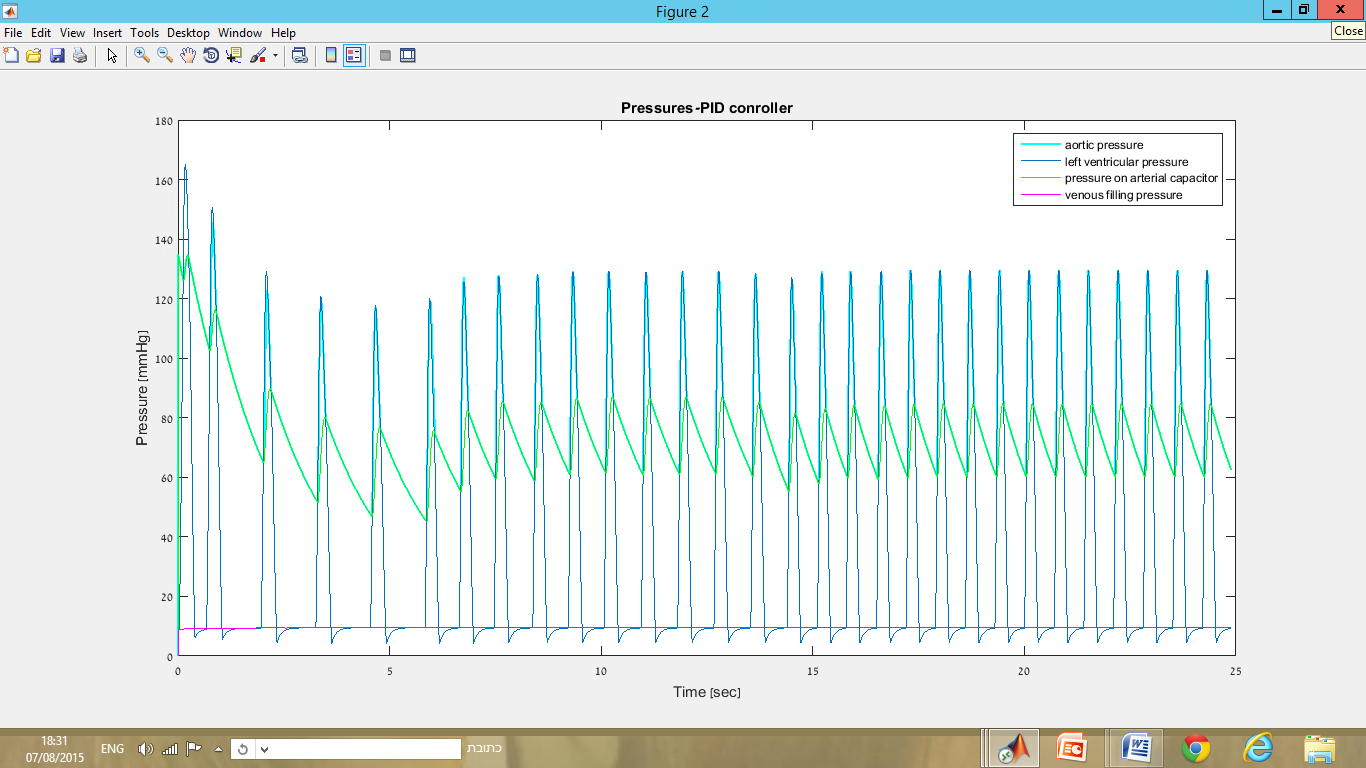 Figure 2
File Edit View Insert Tools Desktop Window Help
Close
Pressures-PID conroller
180
160
140
120
100
80
60
40
20
0
Pressure [mmHg]
aortic pressure
left ventricular pressure
pressure on arterial capacitor
venous filling pressure
0 5 10 15 20 25
Time [sec]
18:31
07/08/2015
ENG
כתובת